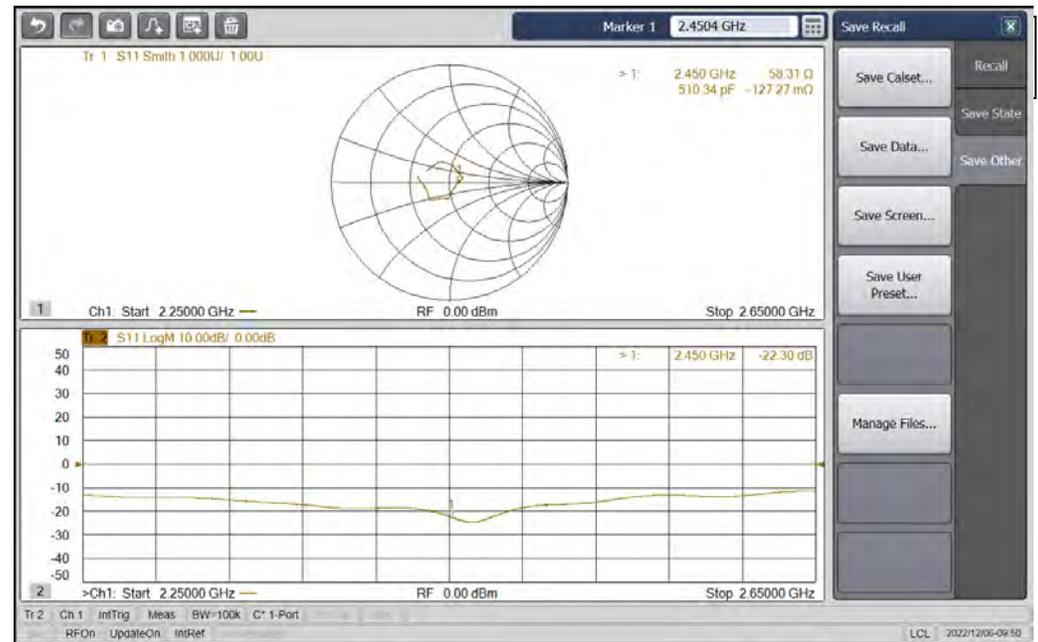 Marker 1 2.4504 GHz
Save Recall
Tr 1 S11 Smith 1.000U/ 1.00U
> 1: 2.450 GHz 58.31 Ω
510.34 pF -127.27 mΩ
1
Ch1: Start 2.25000 GHz
RF 0.00 dBm
Stop 2.65000 GHz
Tr 2 S11 LogM 10.00dB/ 0.00dB
> 1: 2.450 GHz -22.30 dB
50
40
30
20
10
0
-10
-20
-30
-40
-50
1
2
>Ch1: Start 2.25000 GHz
RF 0.00 dBm
Stop 2.65000 GHz
Save Calset...
Save Data...
Save Screen...
Save User
Preset...
Manage Files...
Recall
Save State
Save Other
Tr 2 Ch 1 IntTrig Meas BW=100k C* 1-Port
RFOn UpdateOn IntRef
LCL 2022/12/06-09:50